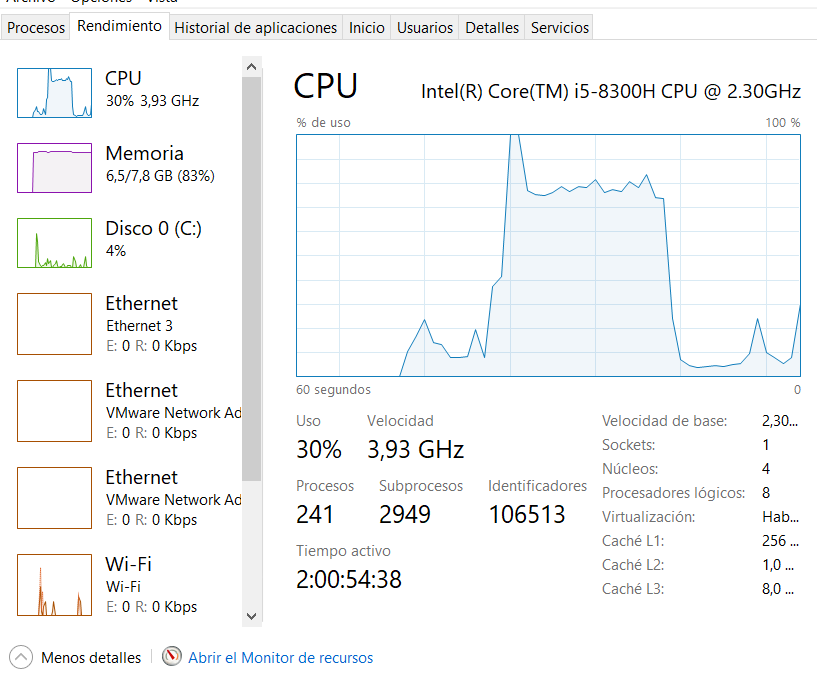 Archivo Opciones Vista
Procesos Rendimiento Historial de aplicaciones Inicio Usuarios Detalles Servicios
CPU
30% 3,93 GHz
Memoria
6,5/7,8 GB (83%)
Disco 0 (C:)
4%
Ethernet
Ethernet 3
E: 0 R: 0 Kbps
Ethernet
VMware Network Ad
E: 0 R: 0 Kbps
Ethernet
VMware Network Ad
E: 0 R: 0 Kbps
Wi-Fi
Wi-Fi
E: 0 R: 0 Kbps
CPU Intel(R) Core(TM) i5-8300H CPU @ 2.30GHz
% de uso 100 %
60 segundos 0
Uso Velocidad
30% 3,93 GHz
Procesos Subprocesos Identificadores
241 2949 106513
Tiempo activo
2:00:54:38
Velocidad de base: 2,30...
Sockets: 1
Núcleos: 4
Procesadores lógicos: 8
Virtualización: Hab...
Caché L1: 256 ...
Caché L2: 1,0 ...
Caché L3: 8,0 ...
Menos detalles Abrir el Monitor de recursos